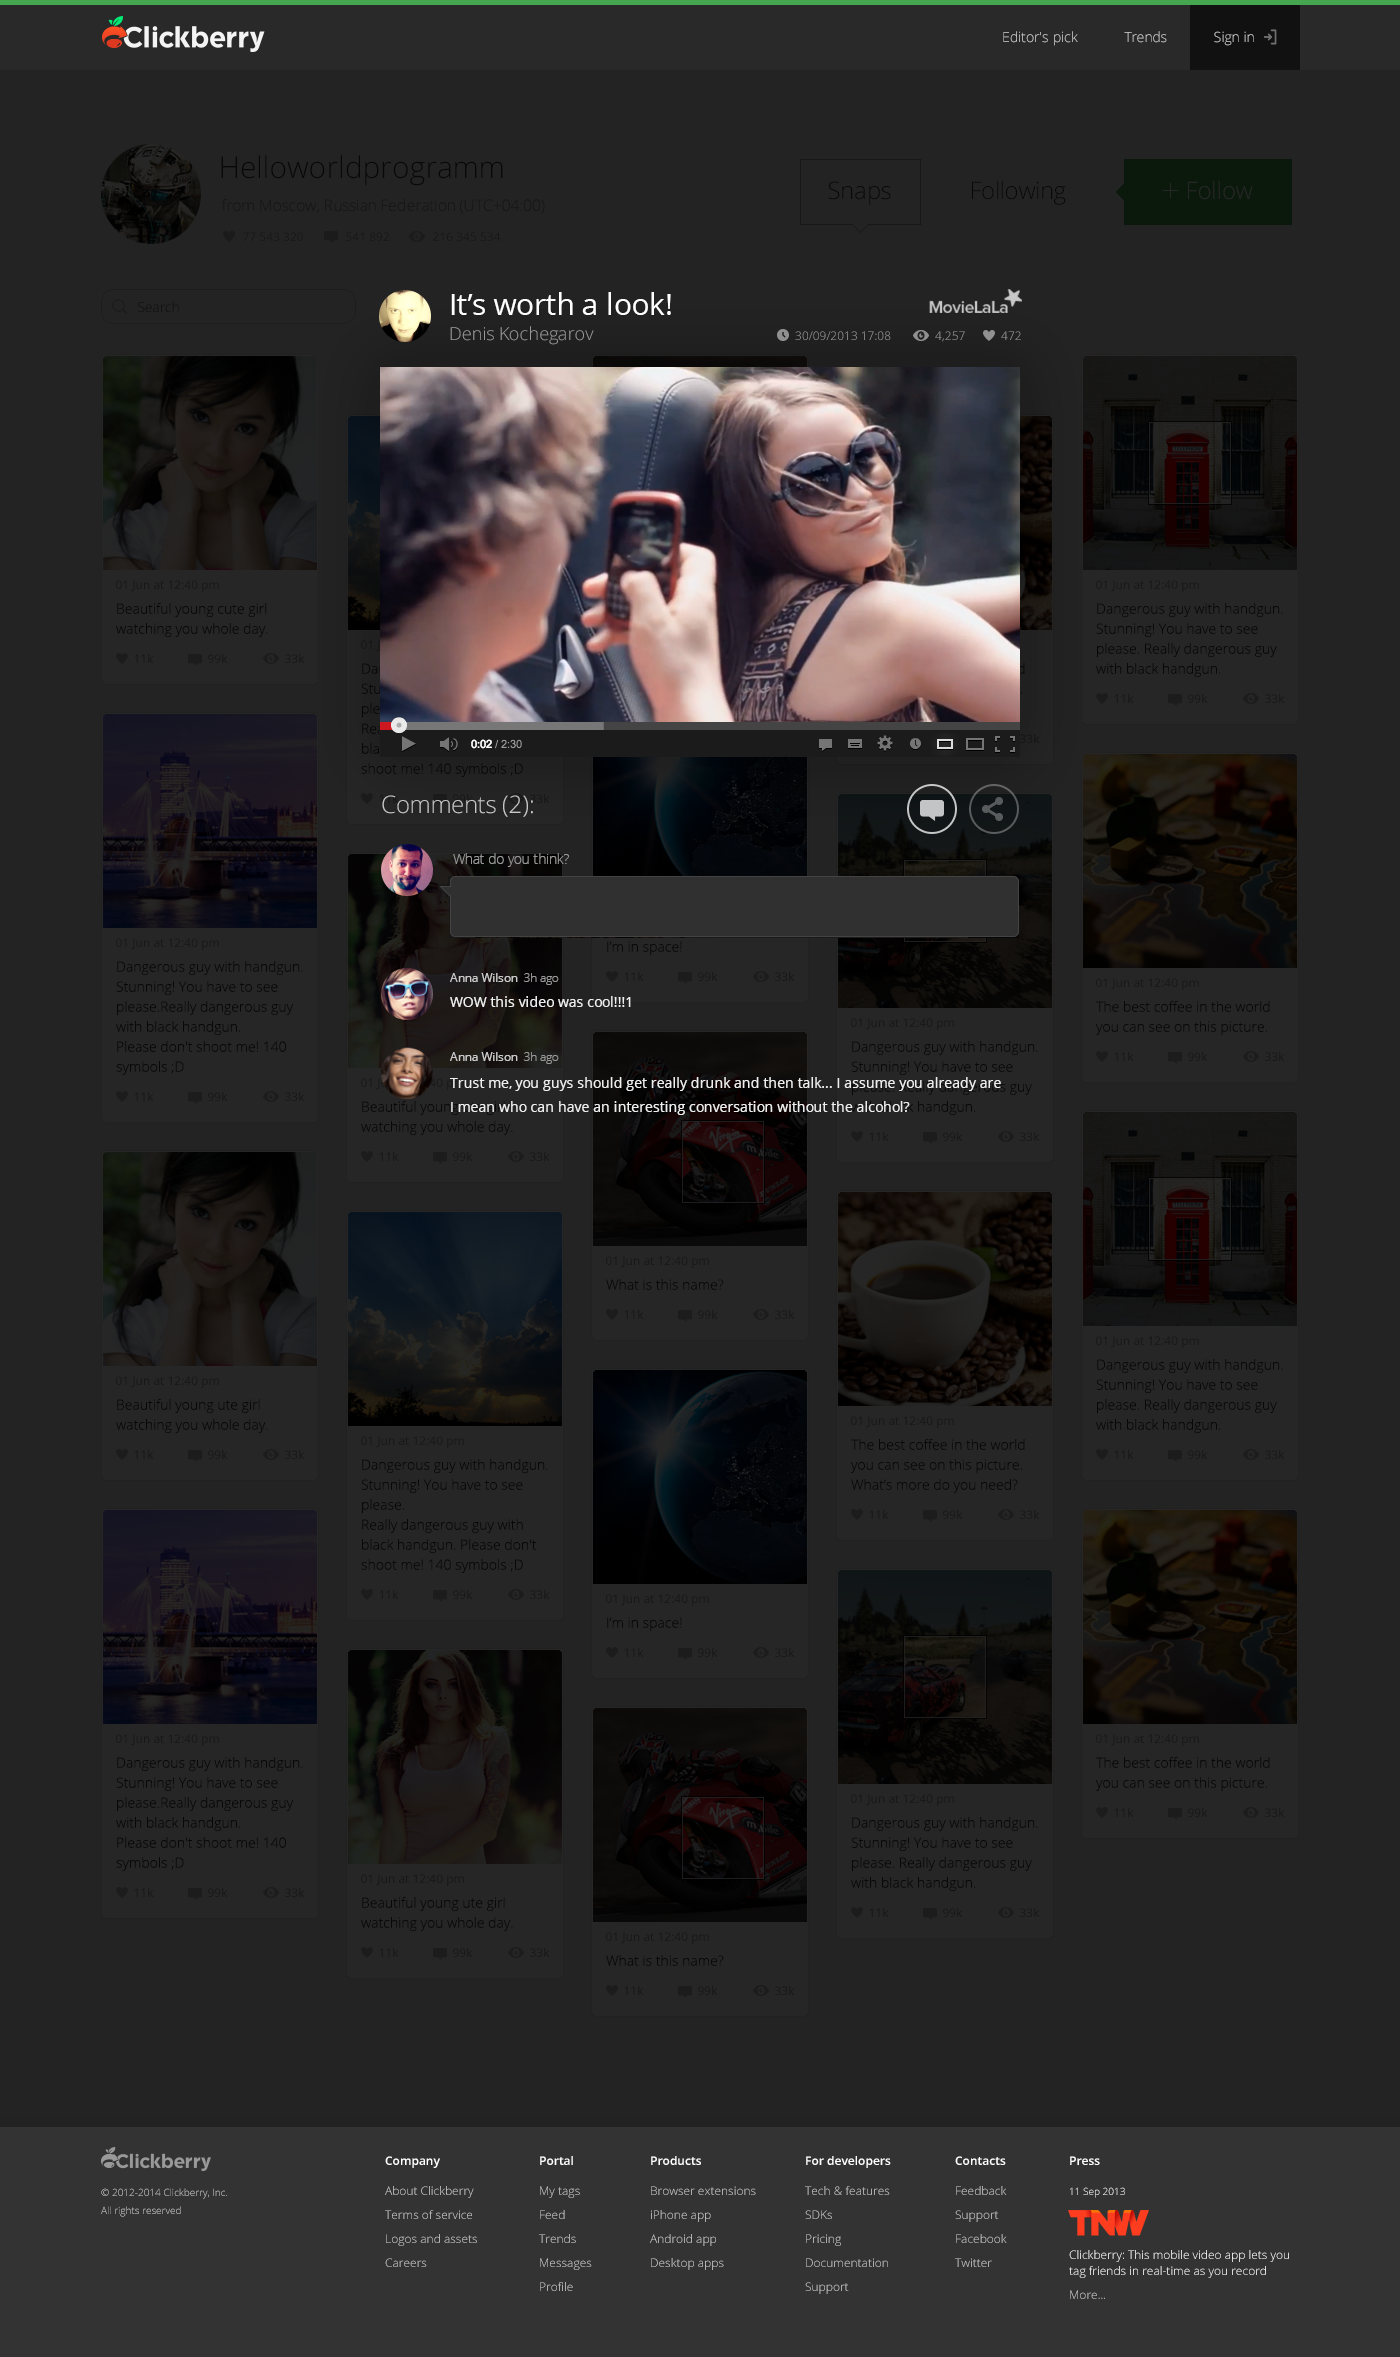 Clickberry
Editor's pick
Trends
Sign in
Helloworldprogramm
from Moscow, Russian Federation (UTC+04:00)
77 543 320
541 892
216 345 534
Snaps
Following
+ Follow
Search
It's worth a look!
Denis Kochegarov
MovieLaLa
30/09/2013 17:08
4,257
472
0:02 / 2:30
Comments (2):
What do you think?
Anna Wilson 3h ago
WOW this video was cool!!!1
Anna Wilson 3h ago
Trust me, you guys should get really drunk and then talk... I assume you already are
I mean who can have an interesting conversation without the alcohol?
01 Jun at 12:40 pm
Beautiful young cute girl
watching you whole day.
11k 99k 33k
01 Jun at 12:40 pm
Dangerous guy with handgun.
Stunning! You have to see
please.Really dangerous guy
with black handgun.
Please don't shoot me! 140
symbols ;D
11k 99k 33k
01 Jun at 12:40 pm
Beautiful young ute girl
watching you whole day.
11k 99k 33k
01 Jun at 12:40 pm
Dangerous guy with handgun.
Stunning! You have to see
please.Really dangerous guy
with black handgun.
Please don't shoot me! 140
symbols ;D
11k 99k 33k
shoot me! 140 symbols ;D
Beautiful young
watching you whole day.
11k 99k 33k
01 Jun at 12:40 pm
Dangerous guy with handgun.
Stunning! You have to see
please.
Really dangerous guy with
black handgun. Please don't
shoot me! 140 symbols ;D
11k 99k 33k
01 Jun at 12:40 pm
Beautiful young ute girl
watching you whole day.
11k 99k 33k
I'm in space!
11k 99k 33k
Virgin
mobile
01 Jun at 12:40 pm
What is this name?
11k 99k 33k
01 Jun at 12:40 pm
I'm in space!
11k 99k 33k
Virgin
01 Jun at 12:40 pm
What is this name?
11k 99k 33k
01 Jun at 12:40 pm
Dangerous guy with handgun.
Stunning! You have to see
guy
handgun.
11k 99k 33k
01 Jun at 12:40 pm
The best coffee in the world
you can see on this picture.
What's more do you need?
11k 99k 33k
01 Jun at 12:40 pm
Dangerous guy with handgun.
Stunning! You have to see
please. Really dangerous guy
with black handgun.
11k 99k 33k
01 Jun at 12:40 pm
Dangerous guy with handgun.
Stunning! You have to see
please. Really dangerous guy
with black handgun.
11k 99k 33k
01 Jun at 12:40 pm
The best coffee in the world
you can see on this picture.
11k 99k 33k
01 Jun at 12:40 pm
Dangerous guy with handgun.
Stunning! You have to see
please. Really dangerous guy
with black handgun.
11k 99k 33k
01 Jun at 12:40 pm
The best coffee in the world
you can see on this picture.
11k 99k 33k
Clickberry
© 2012-2014 Clickberry, Inc.
All rights reserved
Company
About Clickberry
Terms of service
Logos and assets
Careers
Portal
My tags
Feed
Trends
Messages
Profile
Products
Browser extensions
iPhone app
Android app
Desktop apps
For developers
Tech & features
SDKs
Pricing
Documentation
Support
Contacts
Feedback
Support
Facebook
Twitter
Press
11 Sep 2013
TNW
Clickberry: This mobile video app lets you
tag friends in real-time as you record
More...